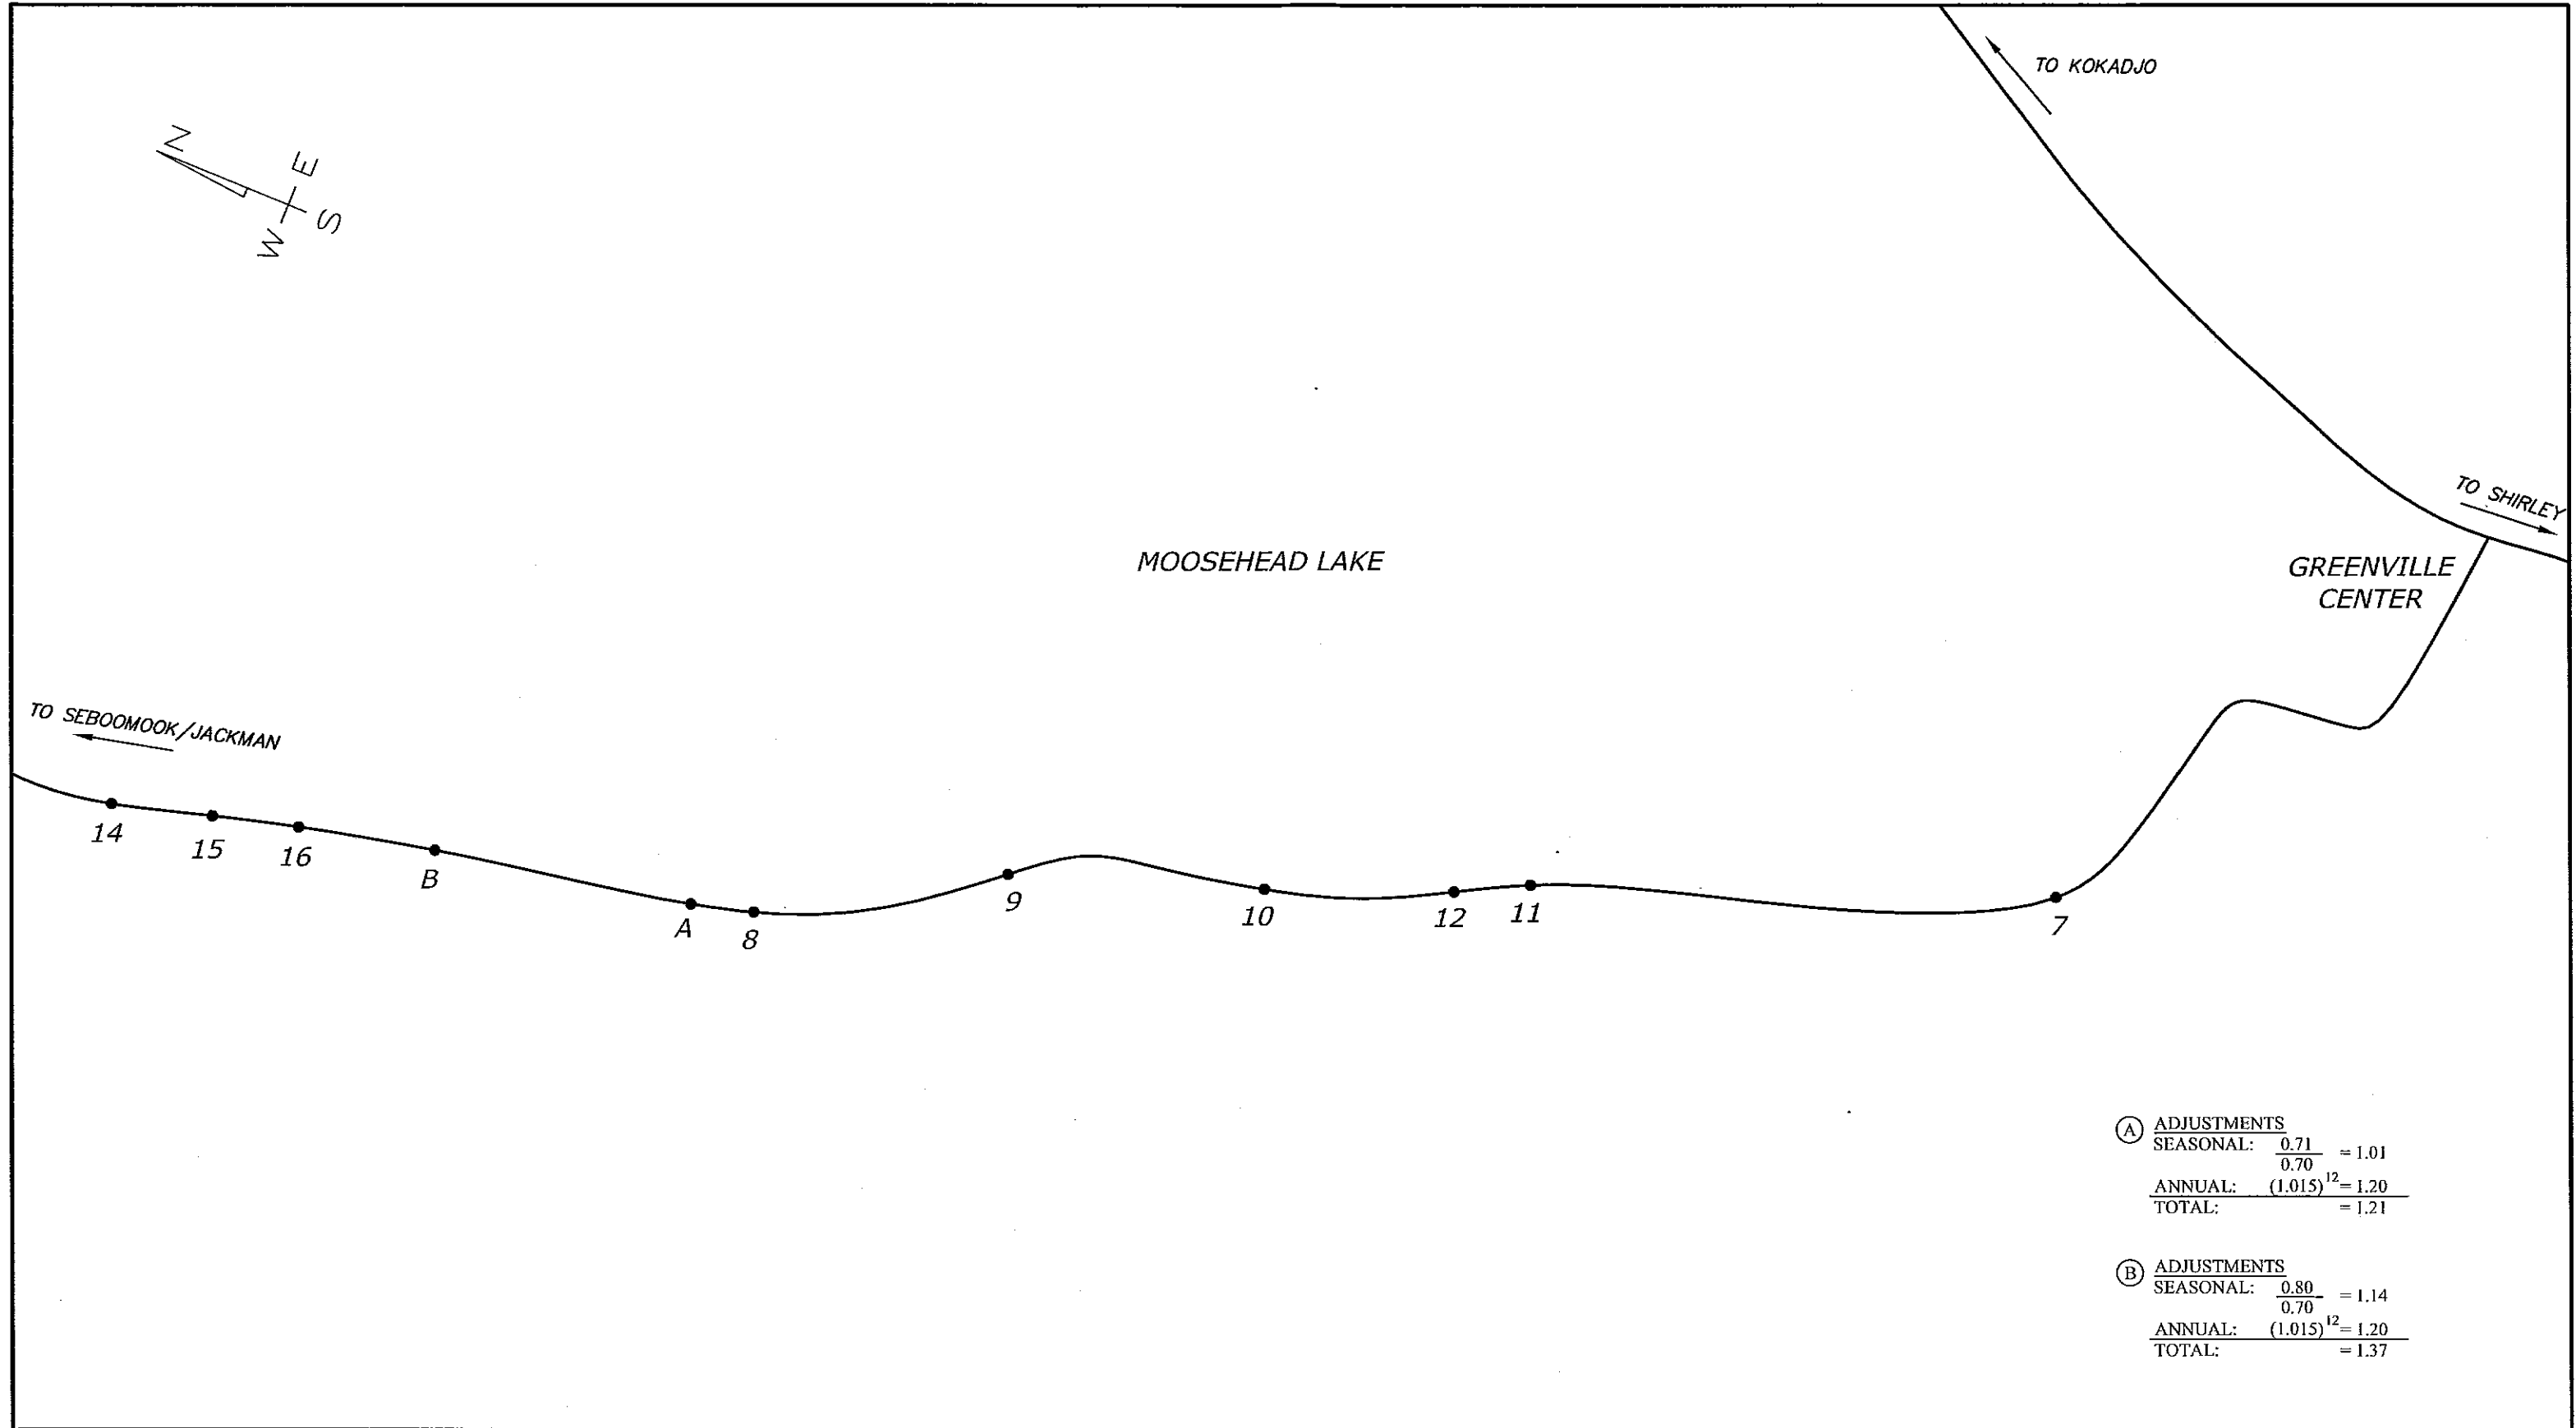 TO KOKADJO
N
E
S
W
TO SHIRLEY
MOOSEHEAD LAKE
GREENVILLE
CENTER
TO SEBOOMOOK/JACKMAN
14
15
16
B
A
8
9
10
12
11
7
A ADJUSTMENTS
SEASONAL: 0.71
0.70
= 1.01
ANNUAL: (1.015)^12 = 1.20
TOTAL: = 1.21
B ADJUSTMENTS
SEASONAL: 0.80
0.70
= 1.14
ANNUAL: (1.015)^12 = 1.20
TOTAL: = 1.37